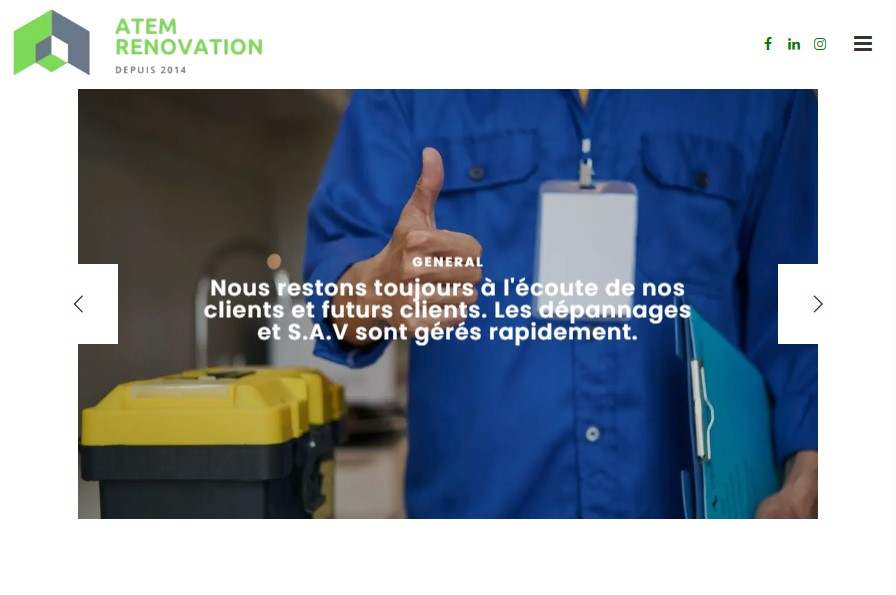 ATEM
RENOVATION
DEPUIS 2014
GENERAL
Nous restons toujours à l'écoute de nos
clients et futurs clients. Les dépannages
et S.A.V sont gérés rapidement.